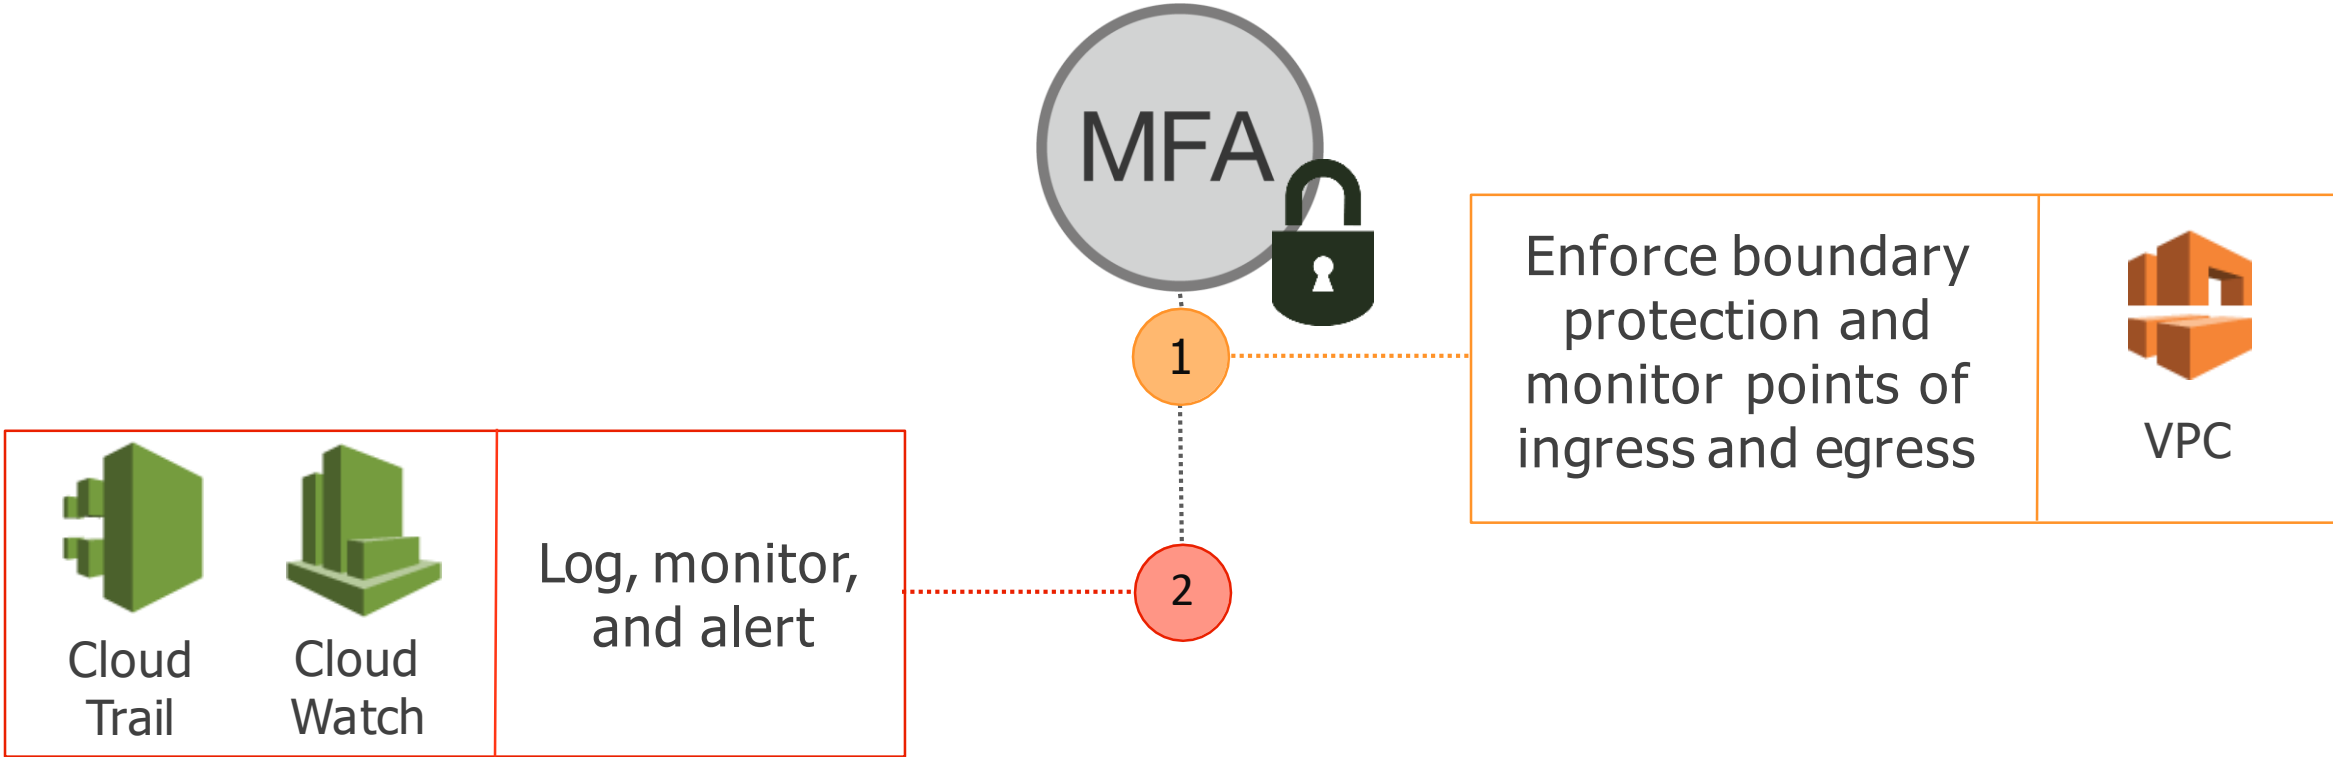 MFA
1
Enforce boundary
protection and
monitor points of
ingress and egress
VPC
Cloud
Trail
Cloud
Watch
Log, monitor,
and alert
2